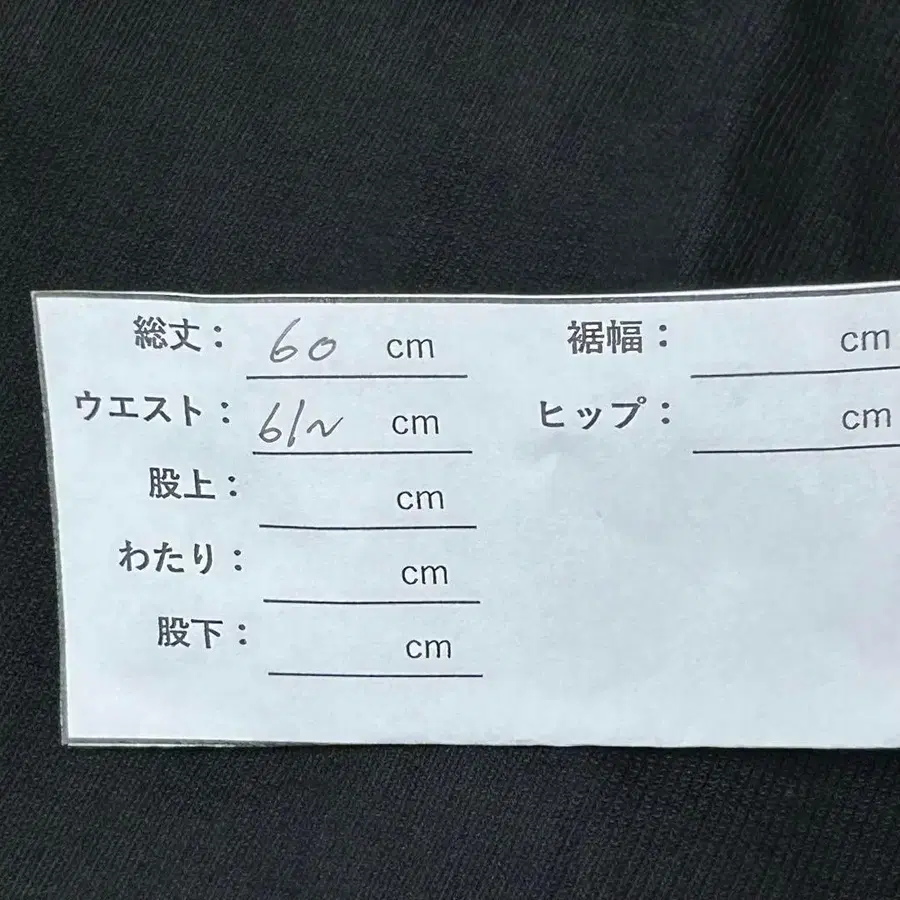 総丈： 60 cm 裾幅： cm
ウエスト： 61~ cm ヒップ： cm
股上： cm
わたり： cm
股下： cm